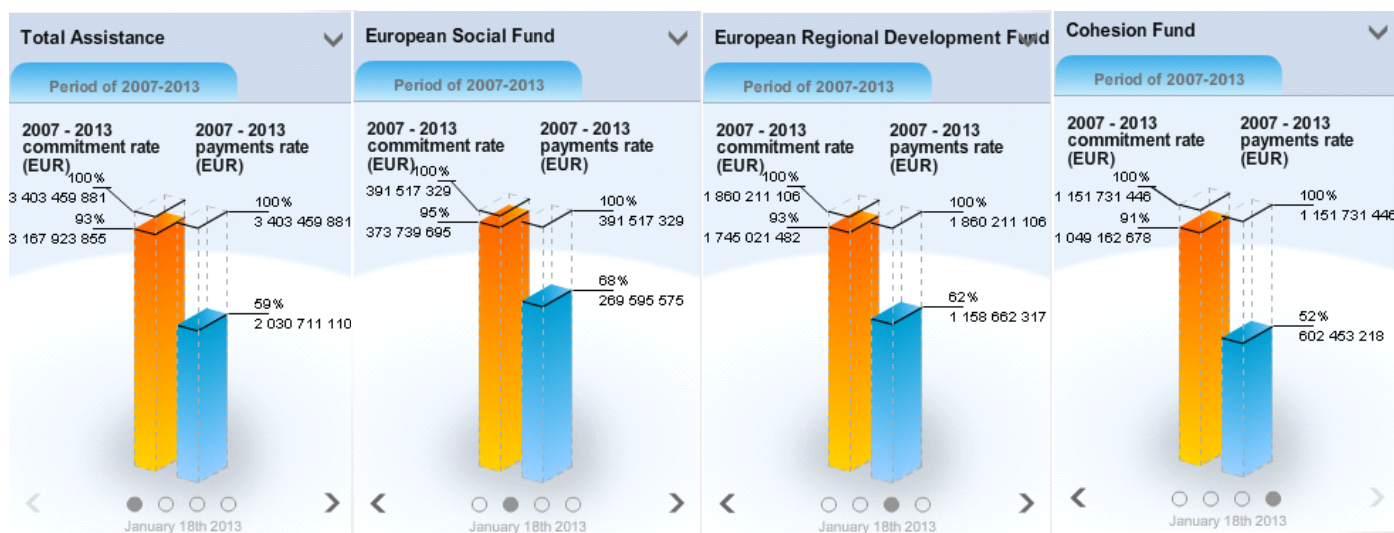 Total Assistance
Period of 2007-2013
2007 - 2013
commitment rate
(EUR)
2007 - 2013
payments rate
(EUR)
100%
3 403 459 881
93%
3 167 923 855
100%
3 403 459 881
59%
2 030 711 110
January 18th 2013
European Social Fund
Period of 2007-2013
2007 - 2013
commitment rate
(EUR)
2007 - 2013
payments rate
(EUR)
100%
391 517 329
95%
373 739 695
100%
391 517 329
68%
269 595 575
January 18th 2013
European Regional Development Fund
Period of 2007-2013
2007 - 2013
commitment rate
(EUR)
2007 - 2013
payments rate
(EUR)
100%
1 860 211 106
93%
1 745 021 482
100%
1 860 211 106
62%
1 158 662 317
January 18th 2013
Cohesion Fund
Period of 2007-2013
2007 - 2013
commitment rate
(EUR)
2007 - 2013
payments rate
(EUR)
100%
1 151 731 446
91%
1 049 162 678
100%
1 151 731 446
52%
602 453 218
January 18th 2013